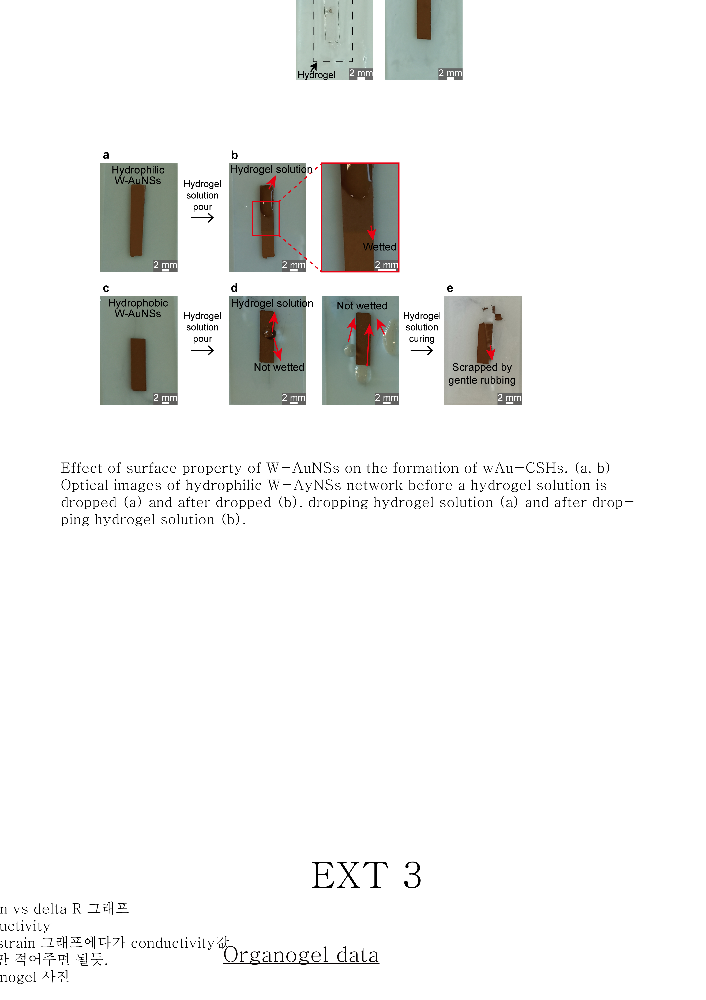 Hydrogel
2 mm
2 mm
a
Hydrophilic
W-AuNSs
2 mm
Hydrogel
solution
pour
b
Hydrogel solution
2 mm
Wetted
2 mm
c
Hydrophobic
W-AuNSs
2 mm
Hydrogel
solution
pour
d
Hydrogel solution
Not wetted
2 mm
Not wetted
2 mm
Hydrogel
solution
curing
e
Scrapped by
gentle rubbing
2 mm
Effect of surface property of W-AuNSs on the formation of wAu-CSHs. (a, b)
Optical images of hydrophilic W-AyNSs network before a hydrogel solution is
dropped (a) and after dropped (b). dropping hydrogel solution (a) and after drop-
ping hydrogel solution (b).
EXT 3
n vs delta R 그래프
uctivity
strain 그래프에다가 conductivity값
만 적어주면 될듯.
nogel 사진
Organogel data